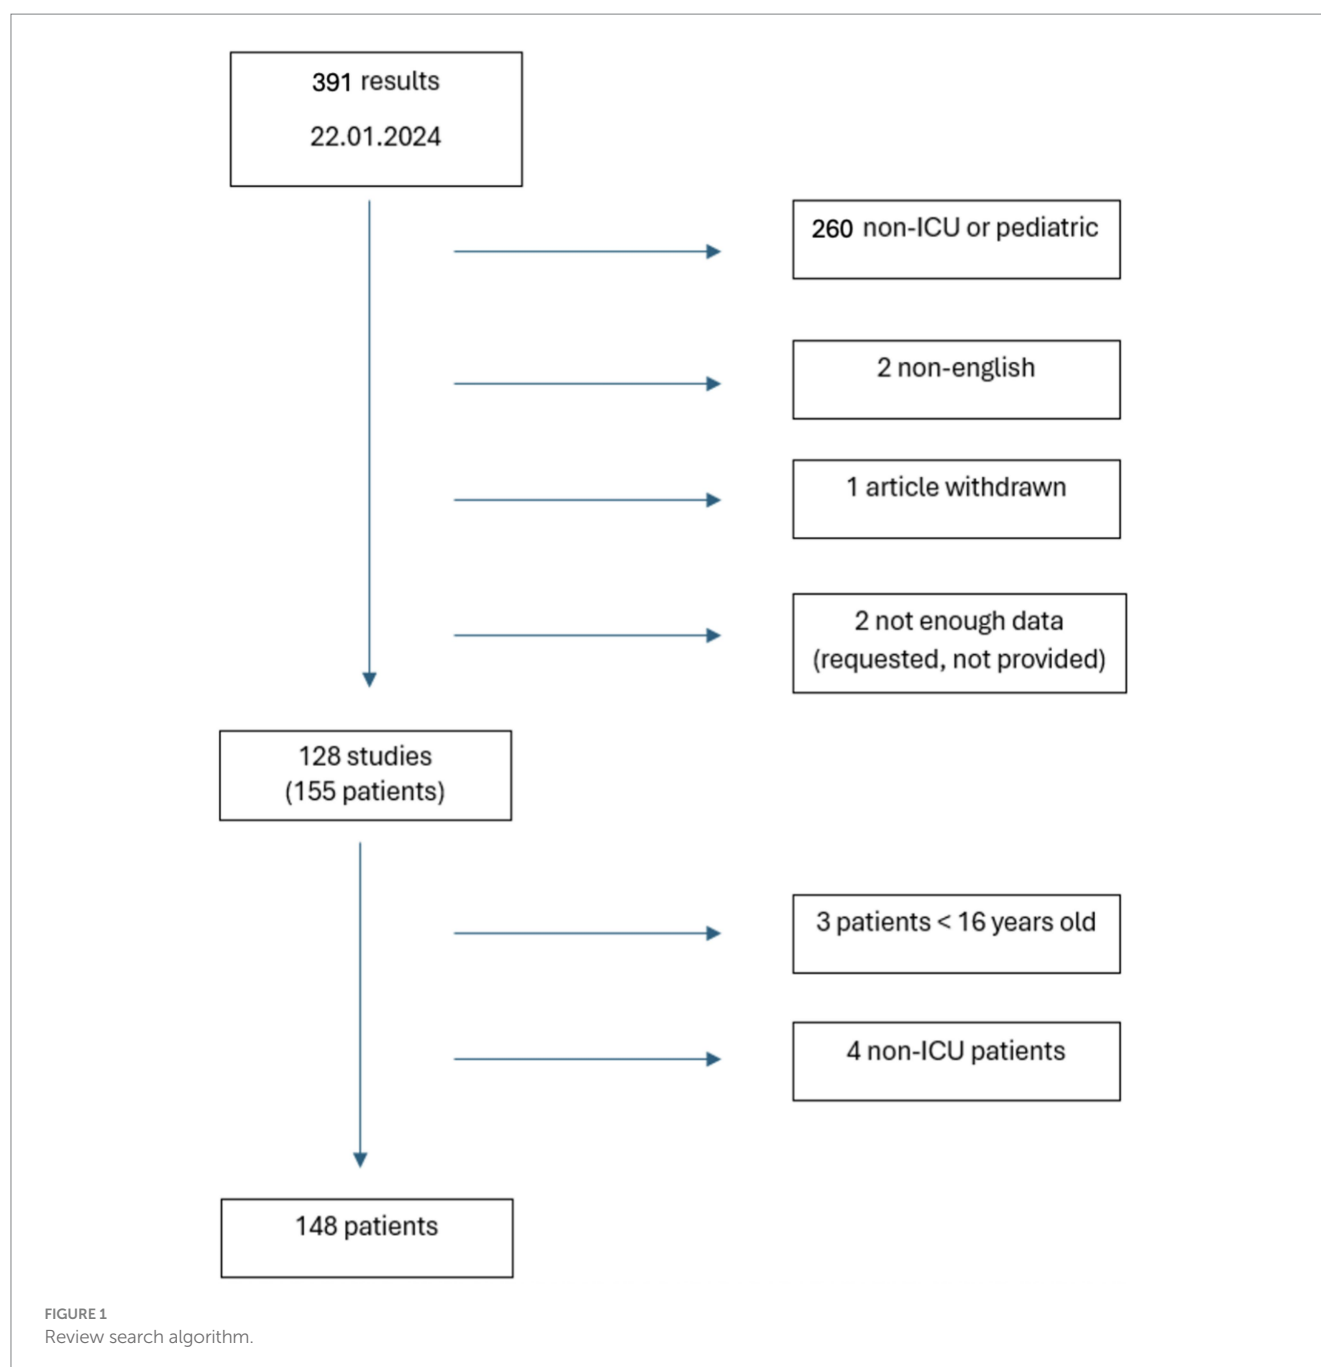 391 results
22.01.2024
260 non-ICU or pediatric
2 non-english
1 article withdrawn
2 not enough data
(requested, not provided)
128 studies
(155 patients)
3 patients < 16 years old
4 non-ICU patients
148 patients
FIGURE 1
Review search algorithm.